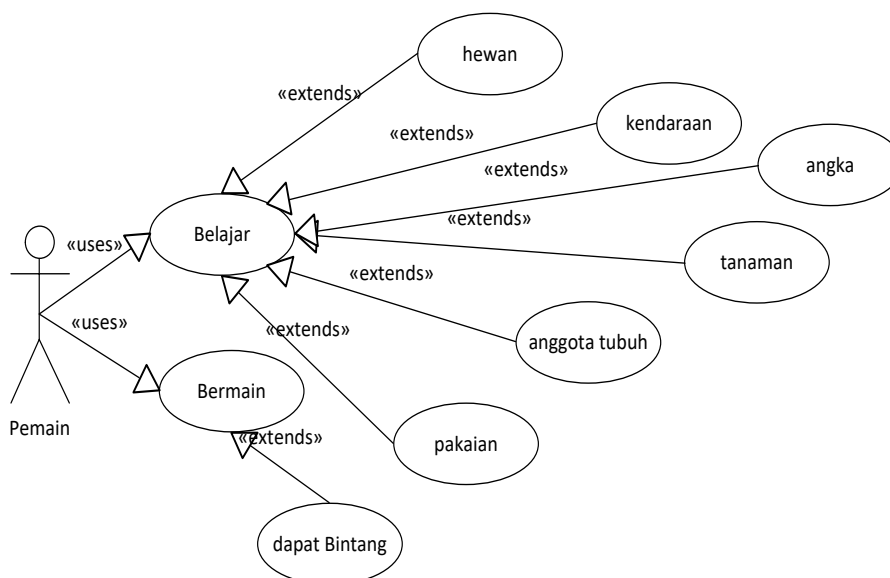 hewan
«extends»
kendaraan
«extends»
angka
«extends»
«extends»
Belajar
«uses»
tanaman
«extends»
«uses»
«extends»
anggota tubuh
Bermain
Pemain
«extends»
pakaian
dapat Bintang